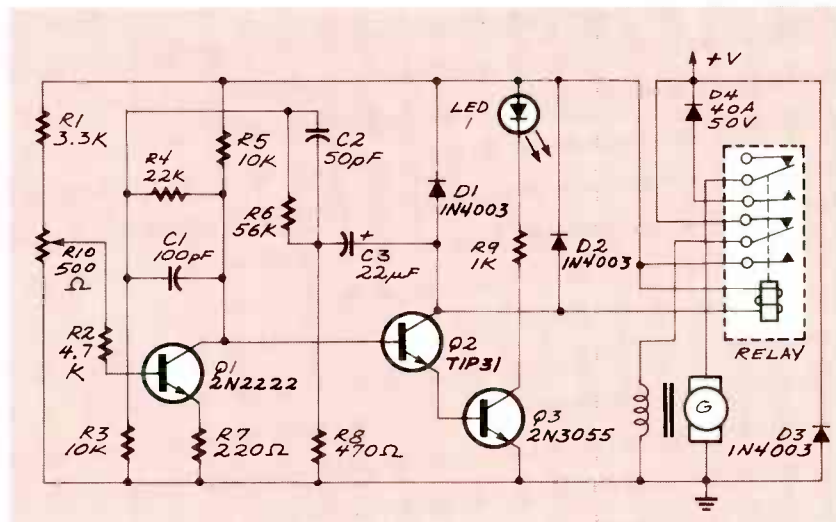 +V
D4
40A
50V
LED
1
R1
3.3K
R4
22K
R5
10K
C2
50pF
R6
56K
D1
1N4003
R10
500
Ω
C1
100pF
+
C3
22µF
R9
1K
D2
1N4003
R2
4.7
K
Q1
2N2222
Q2
TIP31
RELAY
R3
10K
R7
220Ω
R8
470Ω
Q3
2N3055
G
D3
1N4003